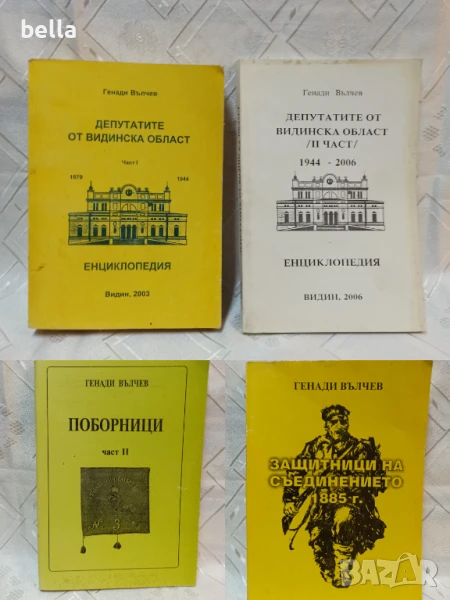 bella
Генади Вълчев
ДЕПУТАТИТЕ
ОТ ВИДИНСКА ОБЛАСТ
Част I
1879 1944
ЕНЦИКЛОПЕДИЯ
Видин, 2003
Генади Вълчев
ДЕПУТАТИТЕ ОТ
ВИДИНСКА ОБЛАСТ
/II ЧАСТ/
1944 - 2006
ЕНЦИКЛОПЕДИЯ
ВИДИН, 2006
ГЕНАДИ ВЪЛЧЕВ
ПОБОРНИЦИ
част II
ГЕНАДИ ВЪЛЧЕВ
ЗАЩИТНИЦИ НА
СЪЕДИНЕНИЕТО
1885 г.
BAZAR